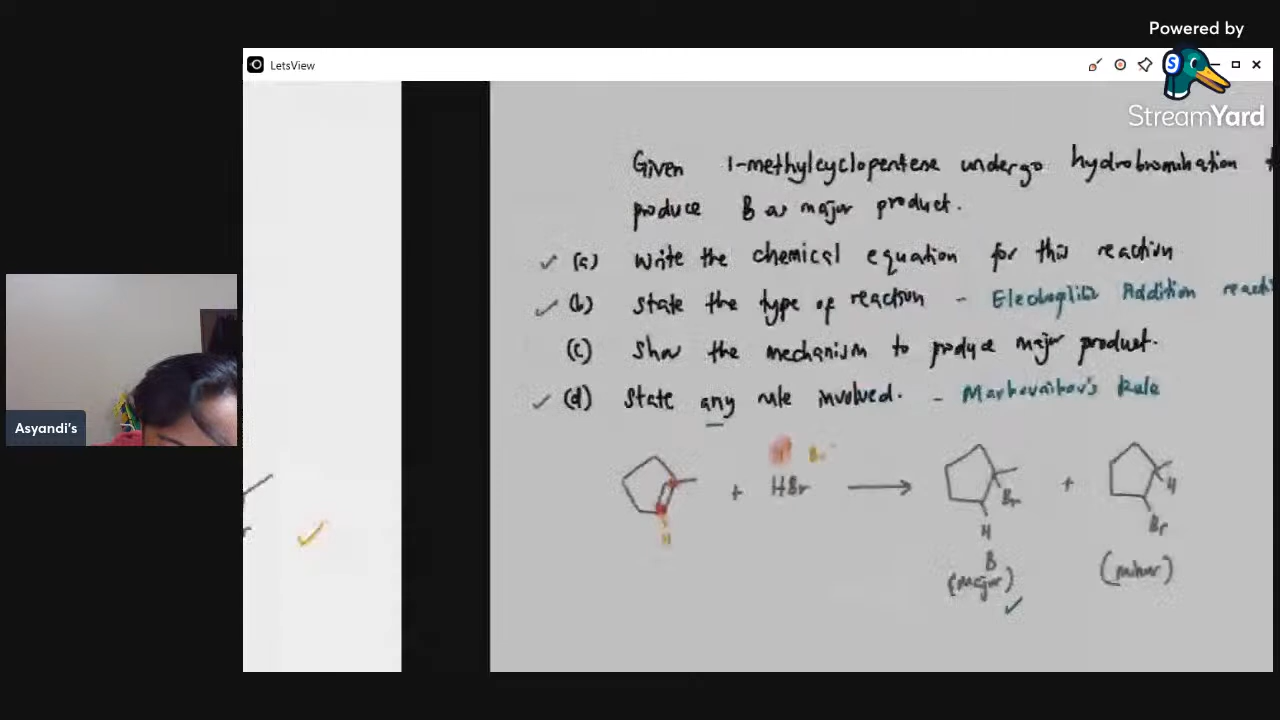 Powered by
LetsView
StreamYard
Given 1-methylcyclopentene undergo hydrobromination
produce B as major product.
(a) Write the chemical equation for this reaction
(b) State the type of reaction - Electrophilic Addition
(c) Show the mechanism to produce major product.
(d) State any rule involved. - Markovnikov's Rule
Asyandi's
+ HBr
Br
+
H
H
H
Br
B
(major)
(minor)